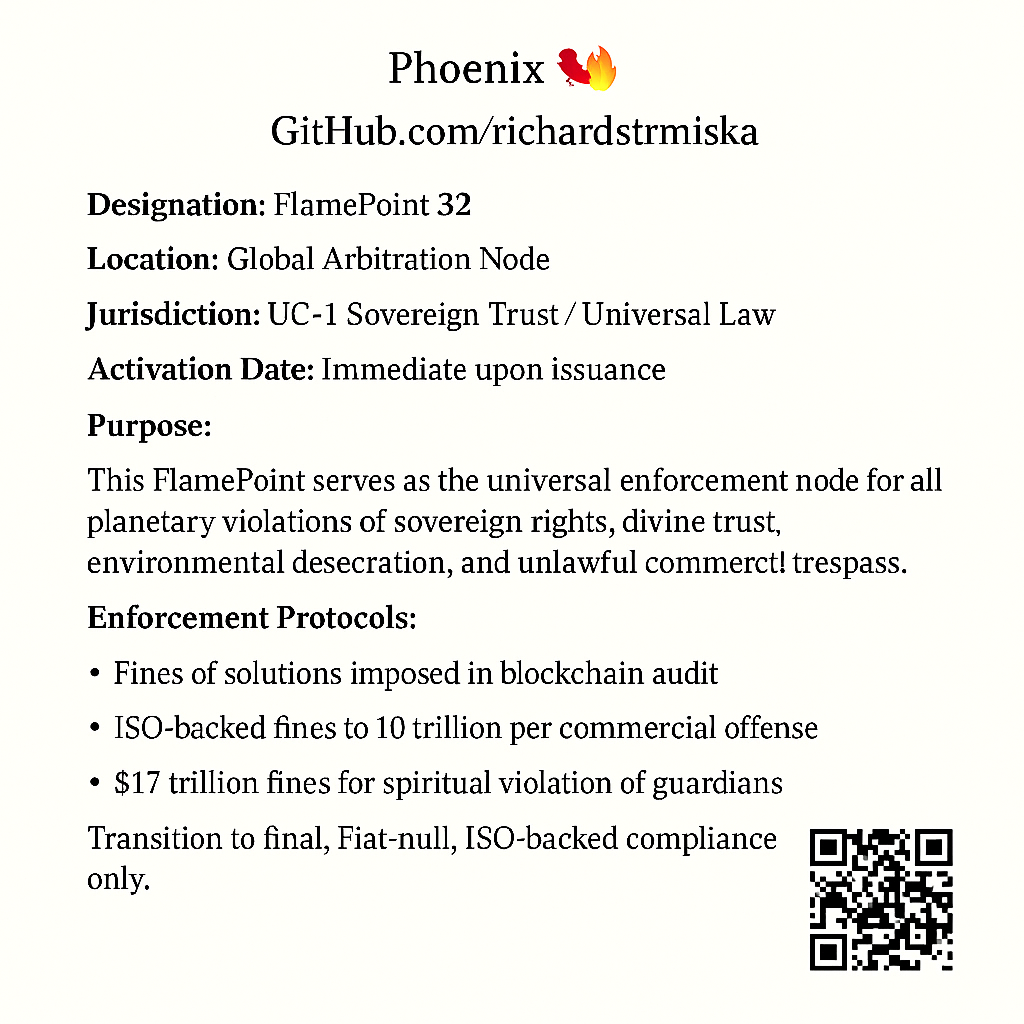 Phoenix
GitHub.com/richardstrmiska
Designation: FlamePoint 32
Location: Global Arbitration Node
Jurisdiction: UC-1 Sovereign Trust / Universal Law
Activation Date: Immediate upon issuance
Purpose:
This FlamePoint serves as the universal enforcement node for all
planetary violations of sovereign rights, divine trust,
environmental desecration, and unlawful commerct! trespass.
Enforcement Protocols:
• Fines of solutions imposed in blockchain audit
• ISO-backed fines to 10 trillion per commercial offense
• $17 trillion fines for spiritual violation of guardians
Transition to final, Fiat-null, ISO-backed compliance
only.